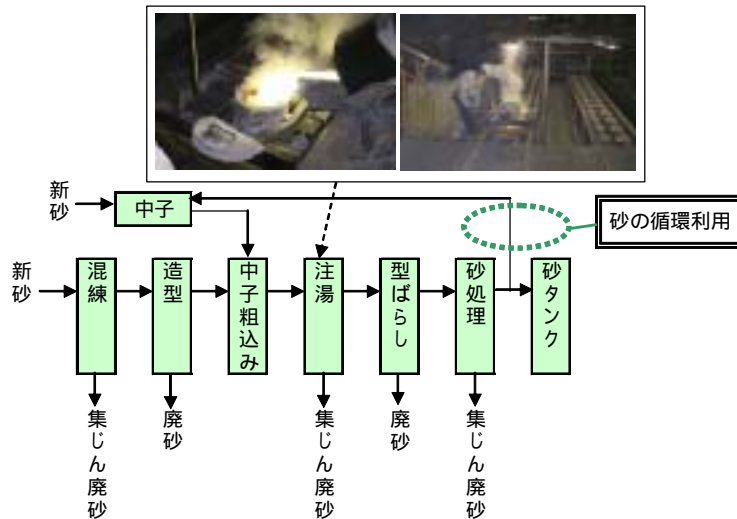 新砂
中子
砂の循環利用
新砂
混練
造型
中子粗込み
注湯
型ばらし
砂処理
砂タンク
集じん廃砂
廃砂
集じん廃砂
廃砂
集じん廃砂